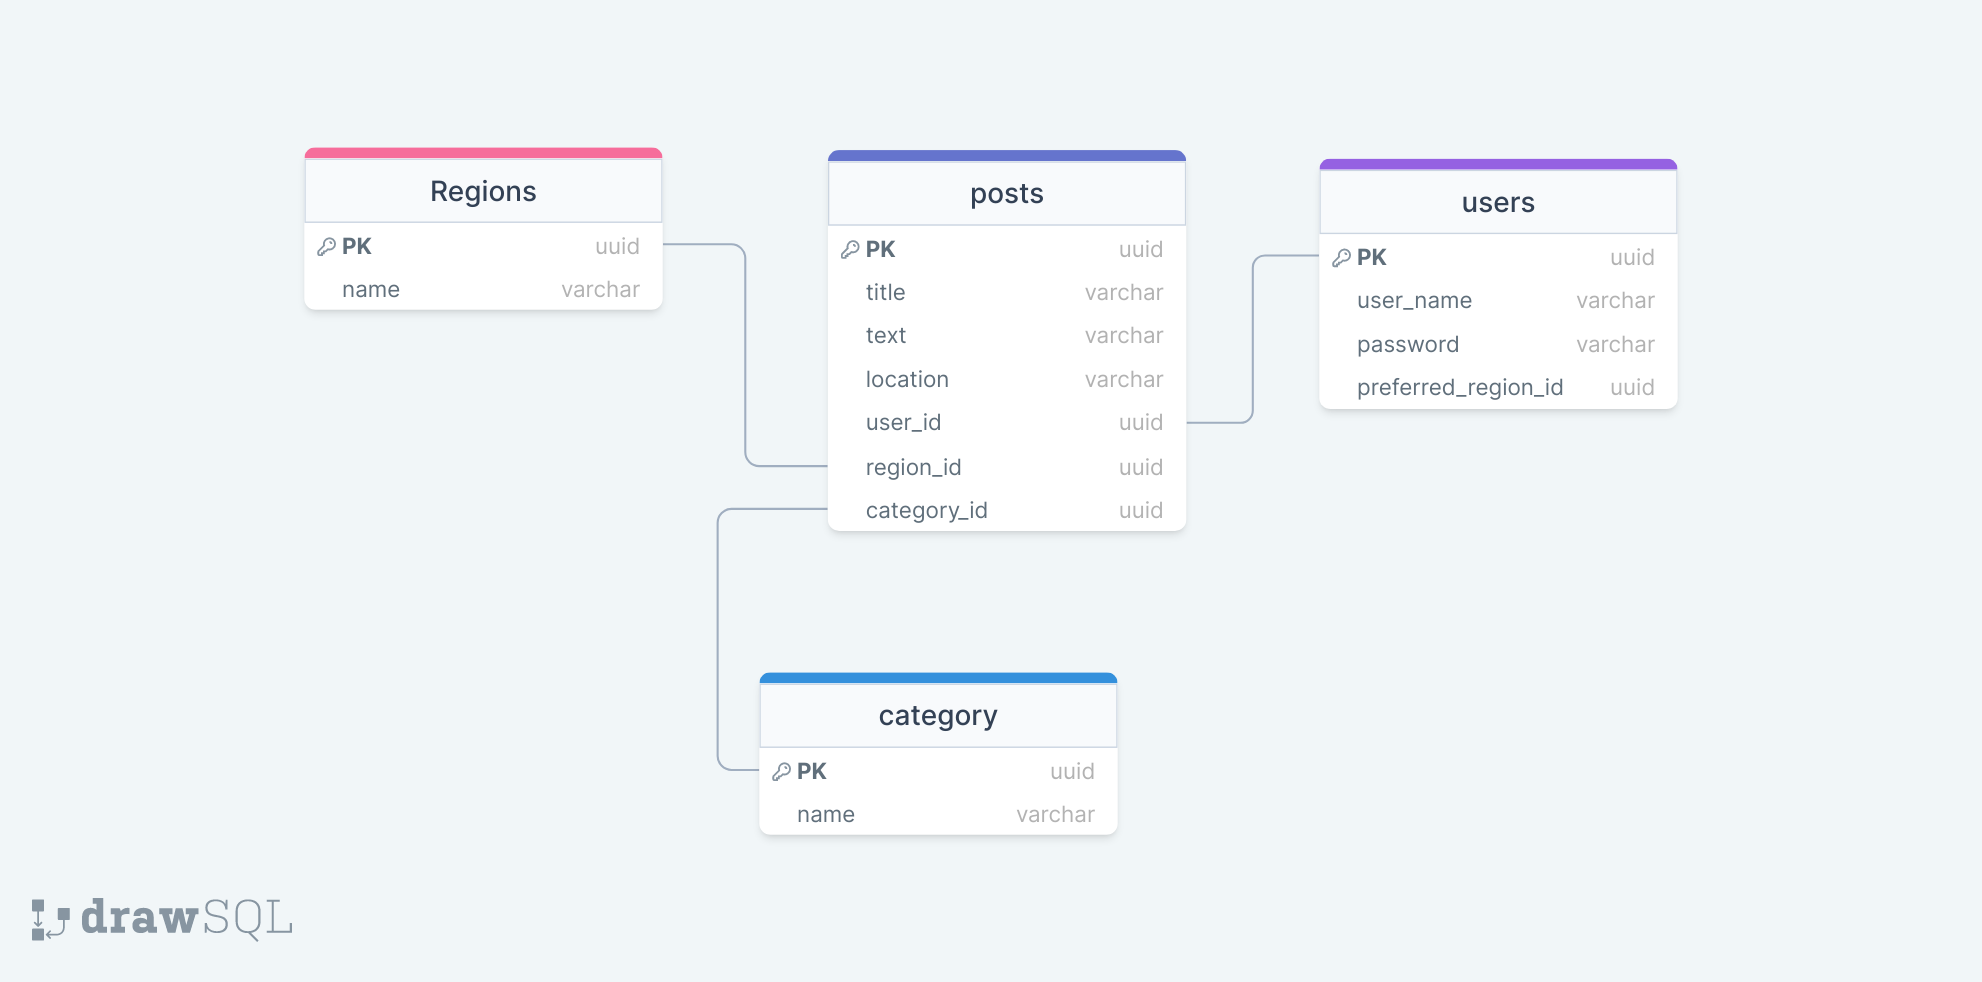 Regions
PK uuid
name varchar
posts
PK uuid
title varchar
text varchar
location varchar
user_id uuid
region_id uuid
category_id uuid
users
PK uuid
user_name varchar
password varchar
preferred_region_id uuid
category
PK uuid
name varchar
drawSQL